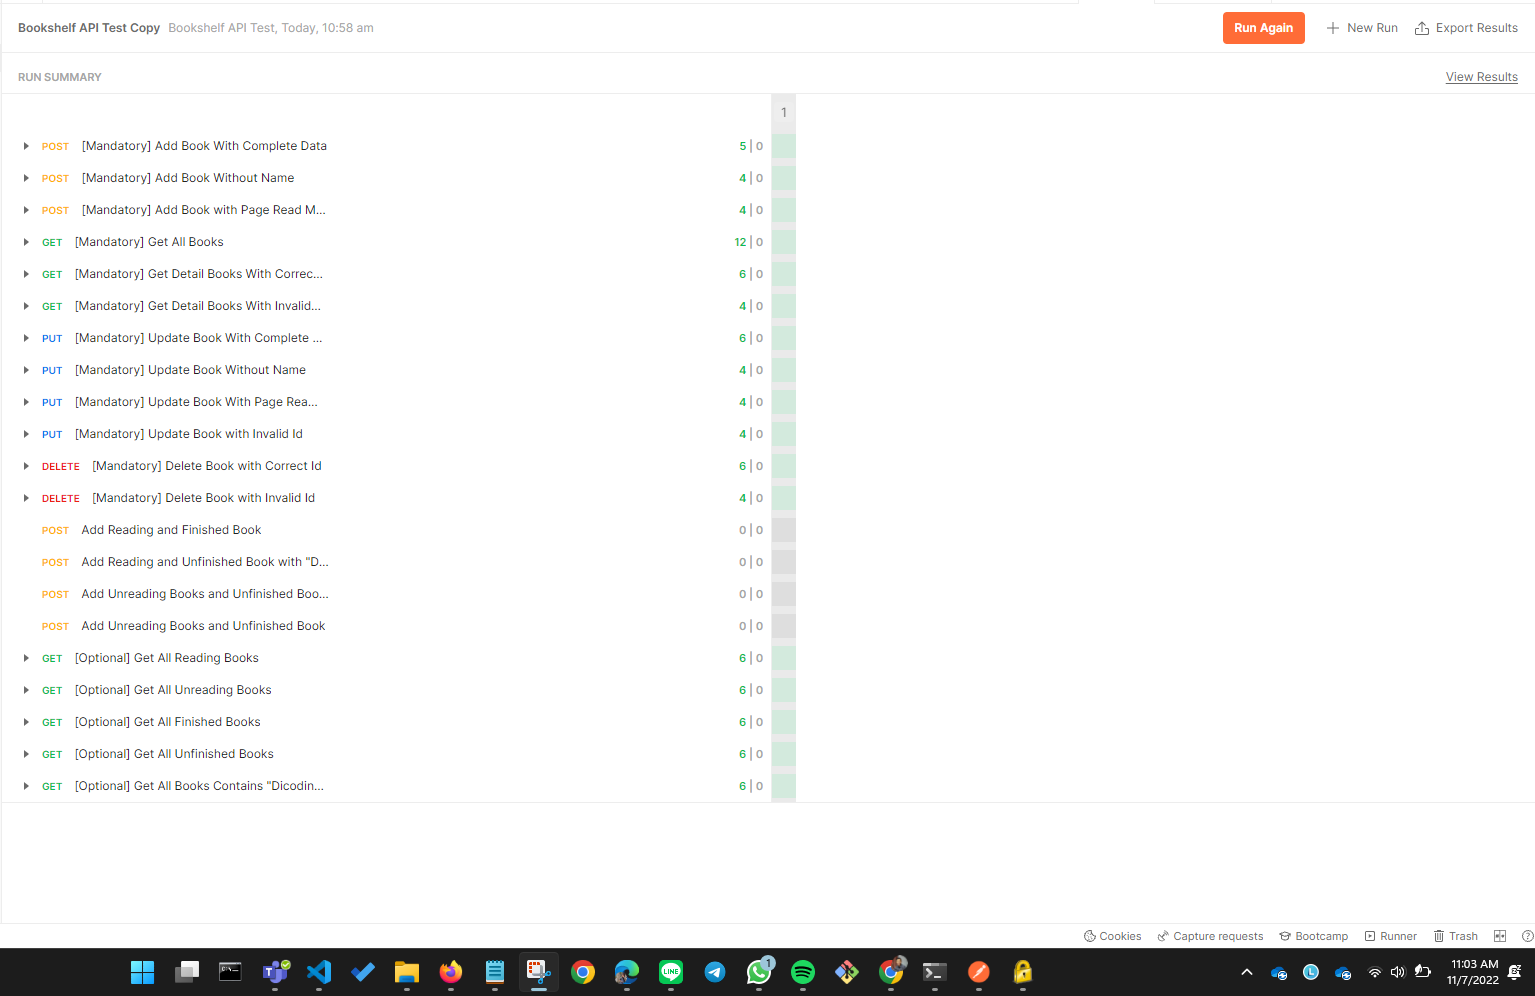 Bookshelf API Test Copy Bookshelf API Test, Today, 10:58 am Run Again New Run Export Results
RUN SUMMARY View Results
1
POST [Mandatory] Add Book With Complete Data 5 | 0
POST [Mandatory] Add Book Without Name 4 | 0
POST [Mandatory] Add Book with Page Read M... 4 | 0
GET [Mandatory] Get All Books 12 | 0
GET [Mandatory] Get Detail Books With Correc... 6 | 0
GET [Mandatory] Get Detail Books With Invalid... 4 | 0
PUT [Mandatory] Update Book With Complete ... 6 | 0
PUT [Mandatory] Update Book Without Name 4 | 0
PUT [Mandatory] Update Book With Page Rea... 4 | 0
PUT [Mandatory] Update Book with Invalid Id 4 | 0
DELETE [Mandatory] Delete Book with Correct Id 6 | 0
DELETE [Mandatory] Delete Book with Invalid Id 4 | 0
POST Add Reading and Finished Book 0 | 0
POST Add Reading and Unfinished Book with "D... 0 | 0
POST Add Unreading Books and Unfinished Boo... 0 | 0
POST Add Unreading Books and Unfinished Book 0 | 0
GET [Optional] Get All Reading Books 6 | 0
GET [Optional] Get All Unreading Books 6 | 0
GET [Optional] Get All Finished Books 6 | 0
GET [Optional] Get All Unfinished Books 6 | 0
GET [Optional] Get All Books Contains "Dicodin... 6 | 0
Cookies Capture requests Bootcamp Runner Trash
LINE 1 L 11:03 AM
11/7/2022